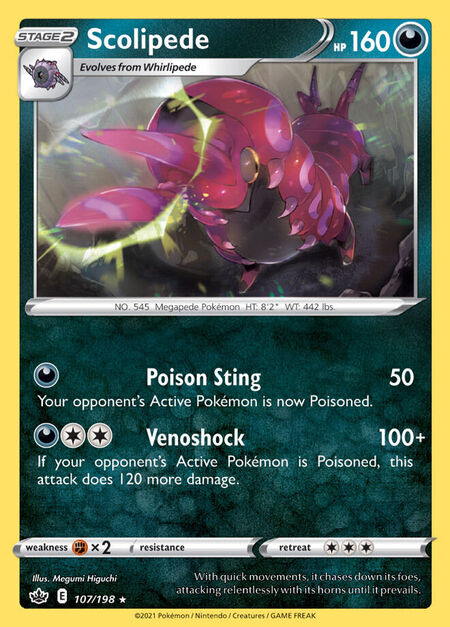 STAGE2
Scolipede
HP 160
Evolves from Whirlipede
NO. 545 Megapede Pokémon HT: 8'2" WT: 442 lbs.
Poison Sting 50
Your opponent's Active Pokémon is now Poisoned.
Venoshock 100+
If your opponent's Active Pokémon is Poisoned, this
attack does 120 more damage.
weakness ×2 resistance retreat
Illus. Megumi Higuchi
E 107/198 ★
With quick movements, it chases down its foes,
attacking relentlessly with its horns until it prevails.
©2021 Pokémon / Nintendo / Creatures / GAME FREAK